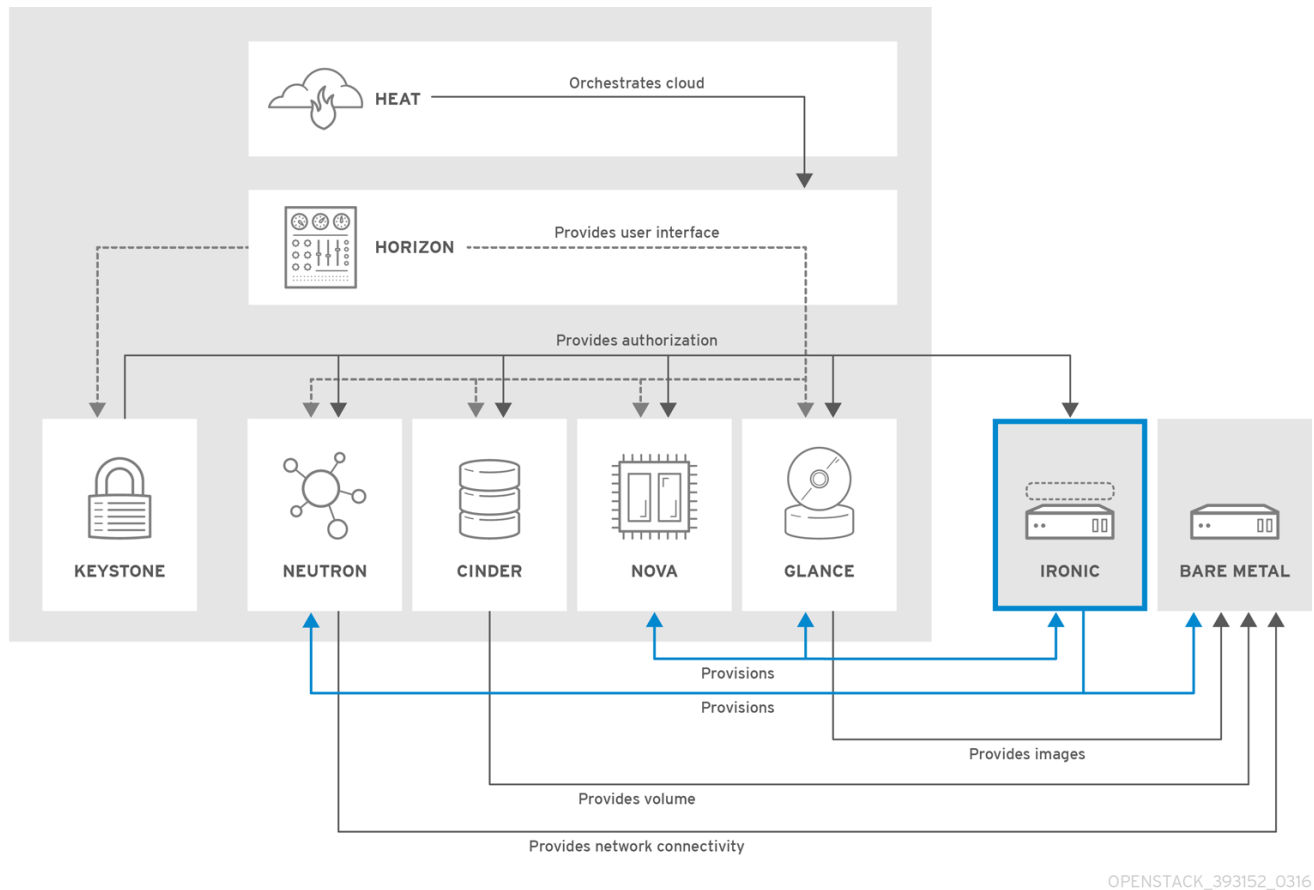 Orchestrates cloud
HEAT
Provides user interface
HORIZON
Provides authorization
KEYSTONE
NEUTRON
CINDER
NOVA
GLANCE
IRONIC
BARE METAL
Provisions
Provisions
Provides images
Provides volume
Provides network connectivity
OPENSTACK_393152_0316